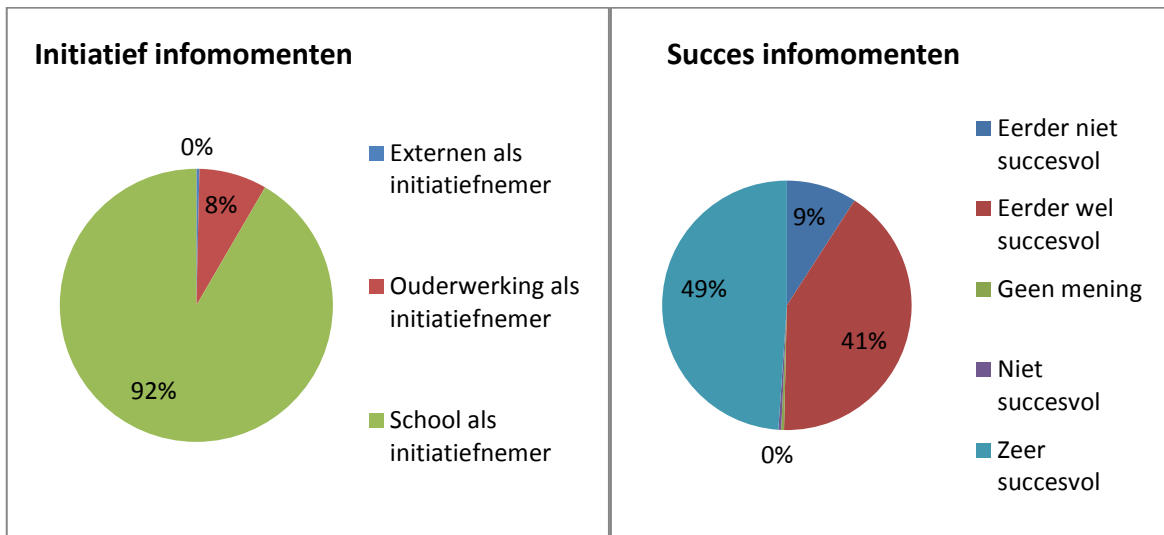 Initiatief infomomenten
0%
8%
92%
Externen als
initiatiefnemer
Ouderwerking als
initiatiefnemer
School als
initiatiefnemer
Succes infomomenten
9%
41%
49%
0%
Eerder niet
succesvol
Eerder wel
succesvol
Geen mening
Niet
succesvol
Zeer
succesvol